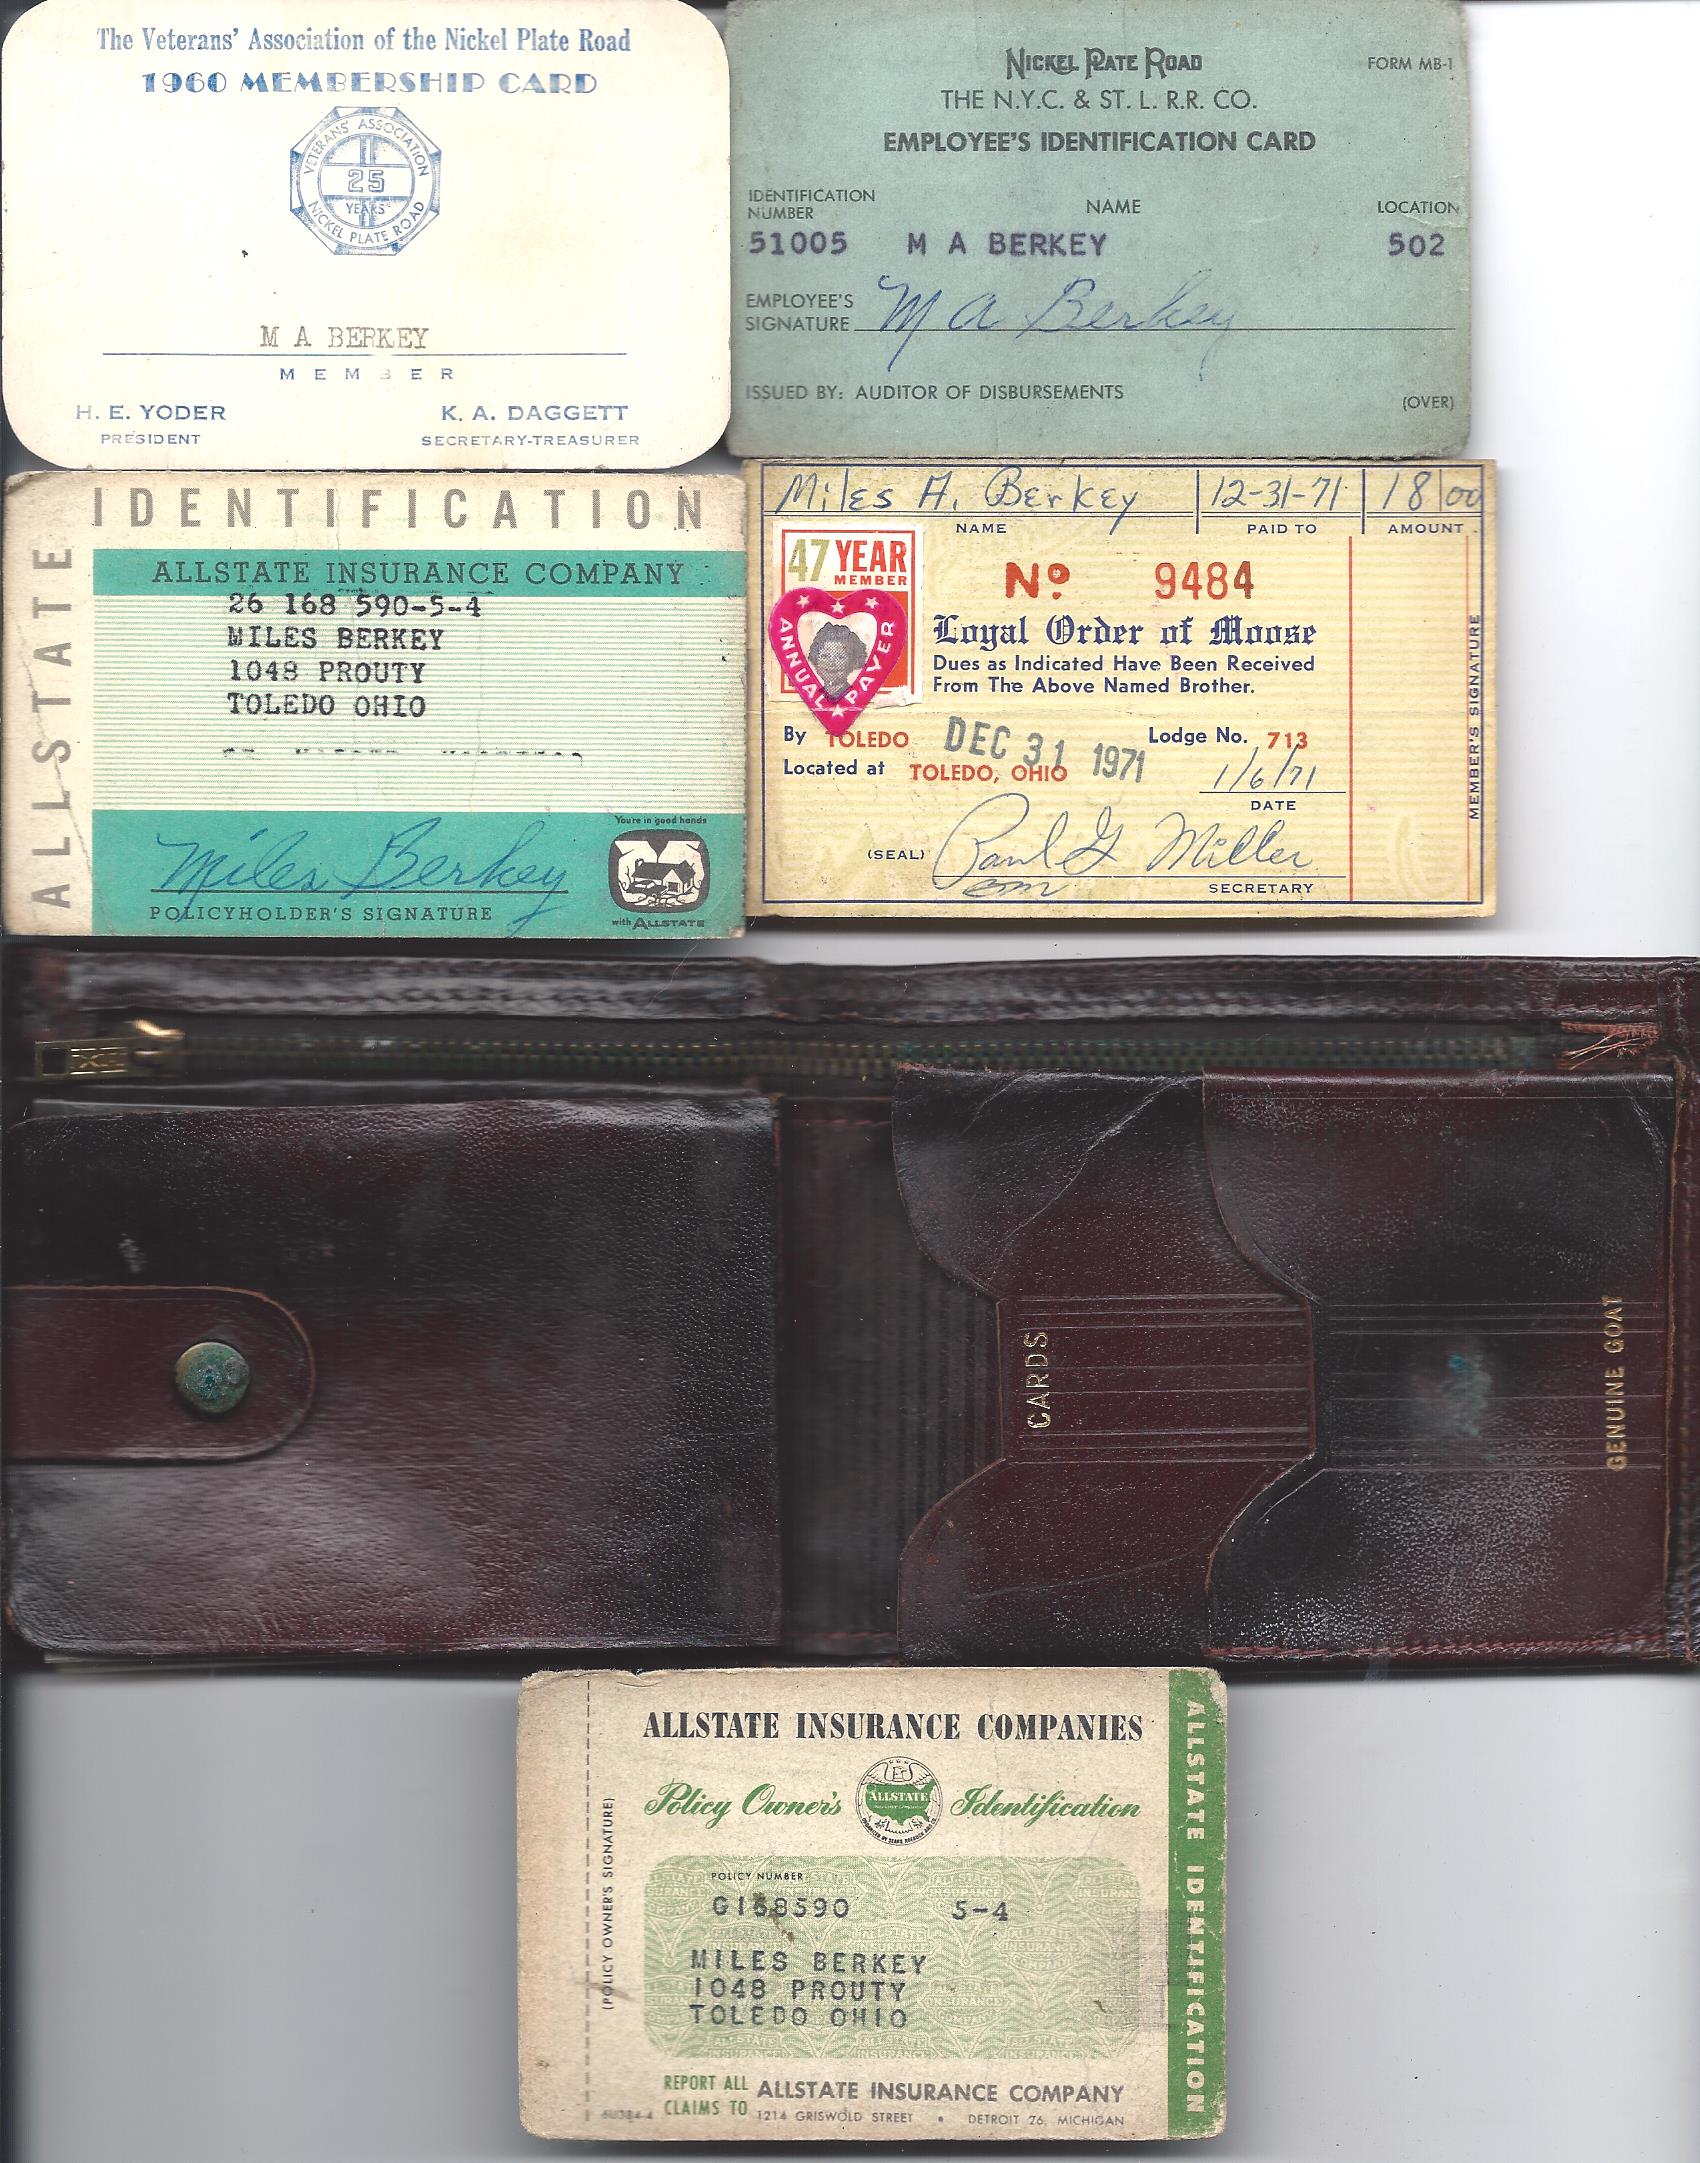 The Veterans' Association of the Nickel Plate Road
1960 MEMBERSHIP CARD
VETERANS' ASSOCIATION
25
YEARS
NICKEL PLATE ROAD
M A BERKEY
MEMBER
H. E. YODER
PRESIDENT
K. A. DAGGETT
SECRETARY-TREASURER
NICKEL PLATE ROAD
FORM MB-1
THE N.Y.C. & ST. L. R.R. CO.
EMPLOYEE'S IDENTIFICATION CARD
IDENTIFICATION NUMBER
NAME
LOCATION
51005 M A BERKEY 502
EMPLOYEE'S SIGNATURE
M A Berkey
ISSUED BY: AUDITOR OF DISBURSEMENTS
(OVER)
IDENTIFICATION
ALLSTATE
ALLSTATE INSURANCE COMPANY
26 168 590-5-4
MILES BERKEY
1048 PROUTY
TOLEDO OHIO
Miles Berkey
POLICYHOLDER'S SIGNATURE
You're in good hands
with ALLSTATE
Miles A. Berkey 12-31-71 18 00
NAME PAID TO AMOUNT
47 YEAR
MEMBER
ANNUAL PAYER
No 9484
Loyal Order of Moose
Dues as Indicated Have Been Received
From The Above Named Brother.
By TOLEDO
DEC 31 1971
Lodge No. 713
Located at TOLEDO, OHIO
1/6/71
DATE
(SEAL)
Paul G Miller
SECRETARY
MEMBER'S SIGNATURE
CARDS
GENUINE GOAT
ALLSTATE INSURANCE COMPANIES
Policy Owner's Identification
ALLSTATE
(POLICY OWNER'S SIGNATURE)
POLICY NUMBER
G168590 5-4
MILES BERKEY
1048 PROUTY
TOLEDO OHIO
REPORT ALL CLAIMS TO
ALLSTATE INSURANCE COMPANY
1214 GRISWOLD STREET • DETROIT 26, MICHIGAN
ALLSTATE IDENTIFICATION